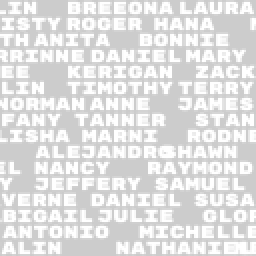 LIN BREEONA LAURA
ISTY ROGER HANA
TH ANITA BONNIE
RRINNE DANIEL MARY
EE KERIGAN ZACK
LIN TIMOTHY TERRY
NORMAN ANNE JAMES
FANY TANNER STAN
LISHA MARNI RODNE
ALEJANDRO SHAWN
EL NANCY RAYMOND
Y JEFFERY SAMUEL
VERNE DANIEL SUSA
BIGAIL JULIE GLOR
ANTONIO MICHELLE
ALIN NATHANIEL